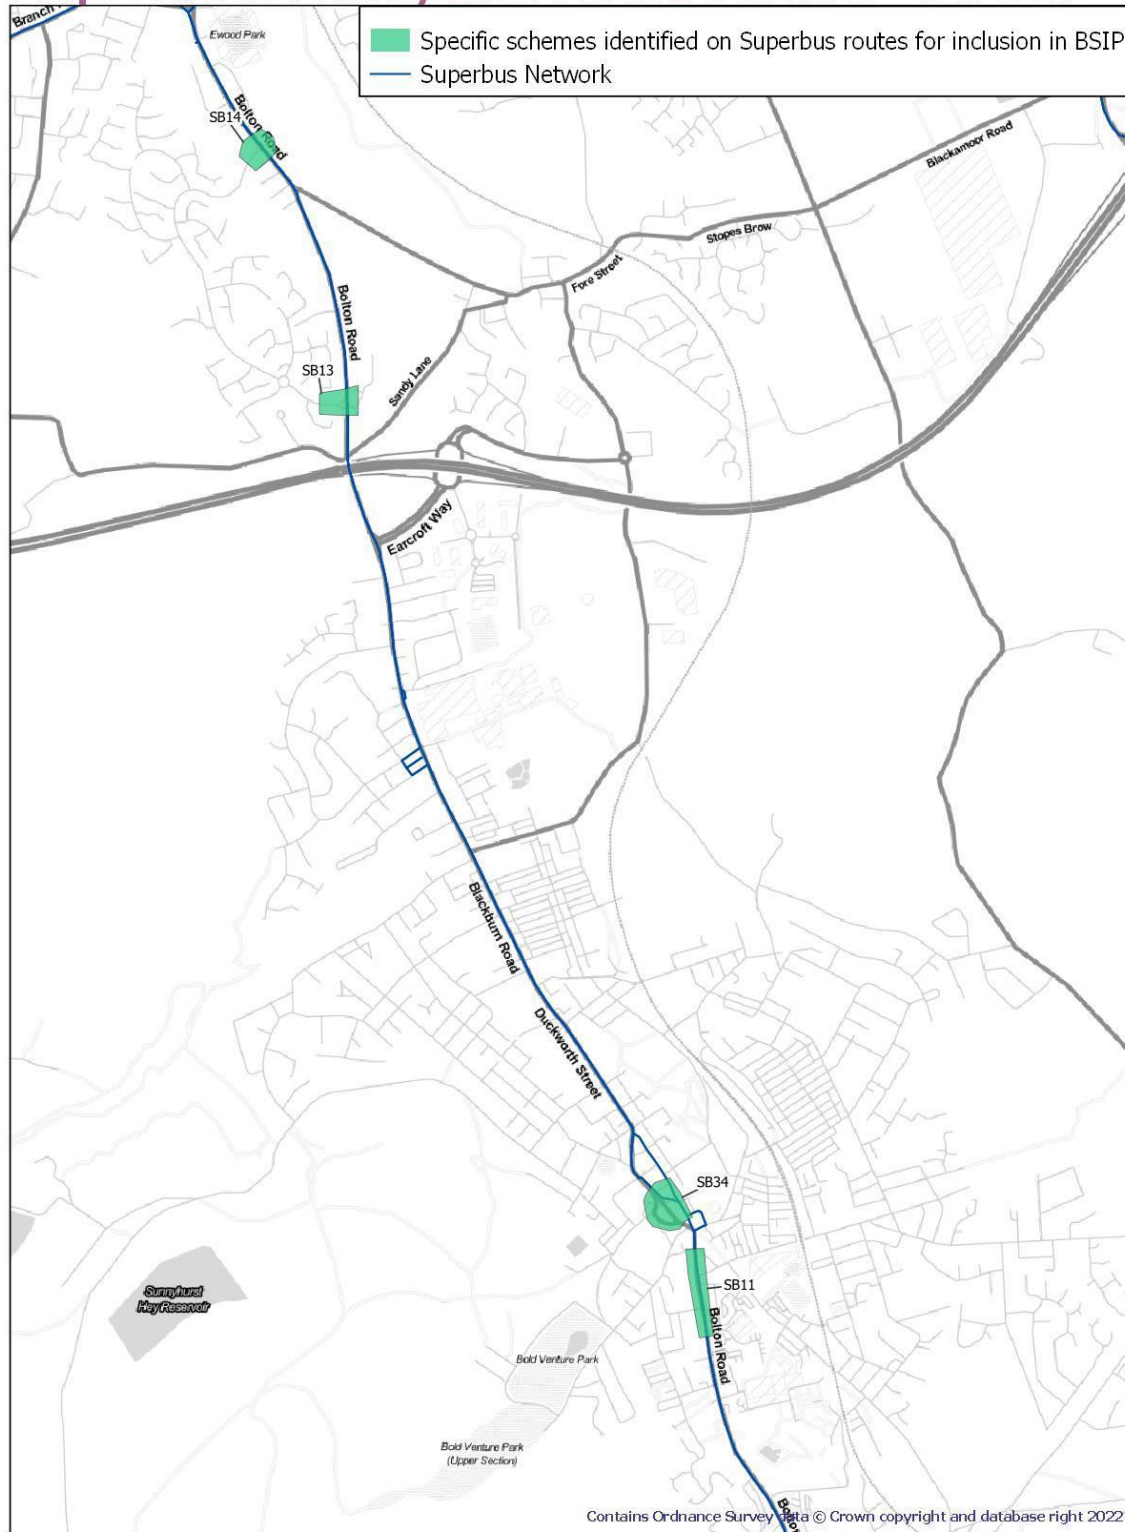 Branch
Ewood Park
Specific schemes identified on Superbus routes for inclusion in BSIP
Superbus Network
Bolton Road
SB14
Blackamoor Road
Stopes Brow
Fore Street
Bolton Road
SB13
Sandy Lane
Earcroft Way
Blackburn Road
Duckworth Street
SB34
SB11
Sunnyhurst
Hey Reservoir
Bolton Road
Bold Venture Park
Bold Venture Park
(Upper Section)
Contains Ordnance Survey data © Crown copyright and database right 2022